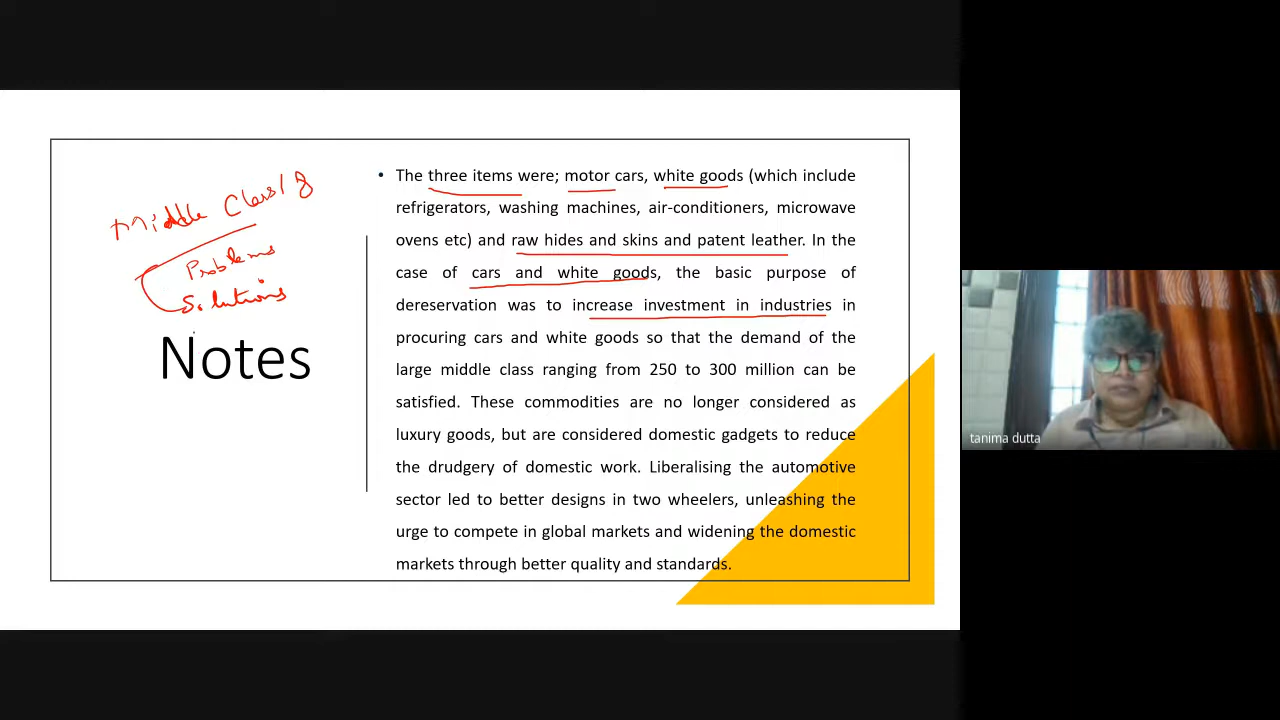 Middle Class/
Problems
Solutions
Notes
• The three items were; motor cars, white goods (which include
refrigerators, washing machines, air-conditioners, microwave
ovens etc) and raw hides and skins and patent leather. In the
case of cars and white goods, the basic purpose of
dereservation was to increase investment in industries in
procuring cars and white goods so that the demand of the
large middle class ranging from 250 to 300 million can be
satisfied. These commodities are no longer considered as
luxury goods, but are considered domestic gadgets to reduce
the drudgery of domestic work. Liberalising the automotive
sector led to better designs in two wheelers, unleashing the
urge to compete in global markets and widening the domestic
markets through better quality and standards.
tanima dutta